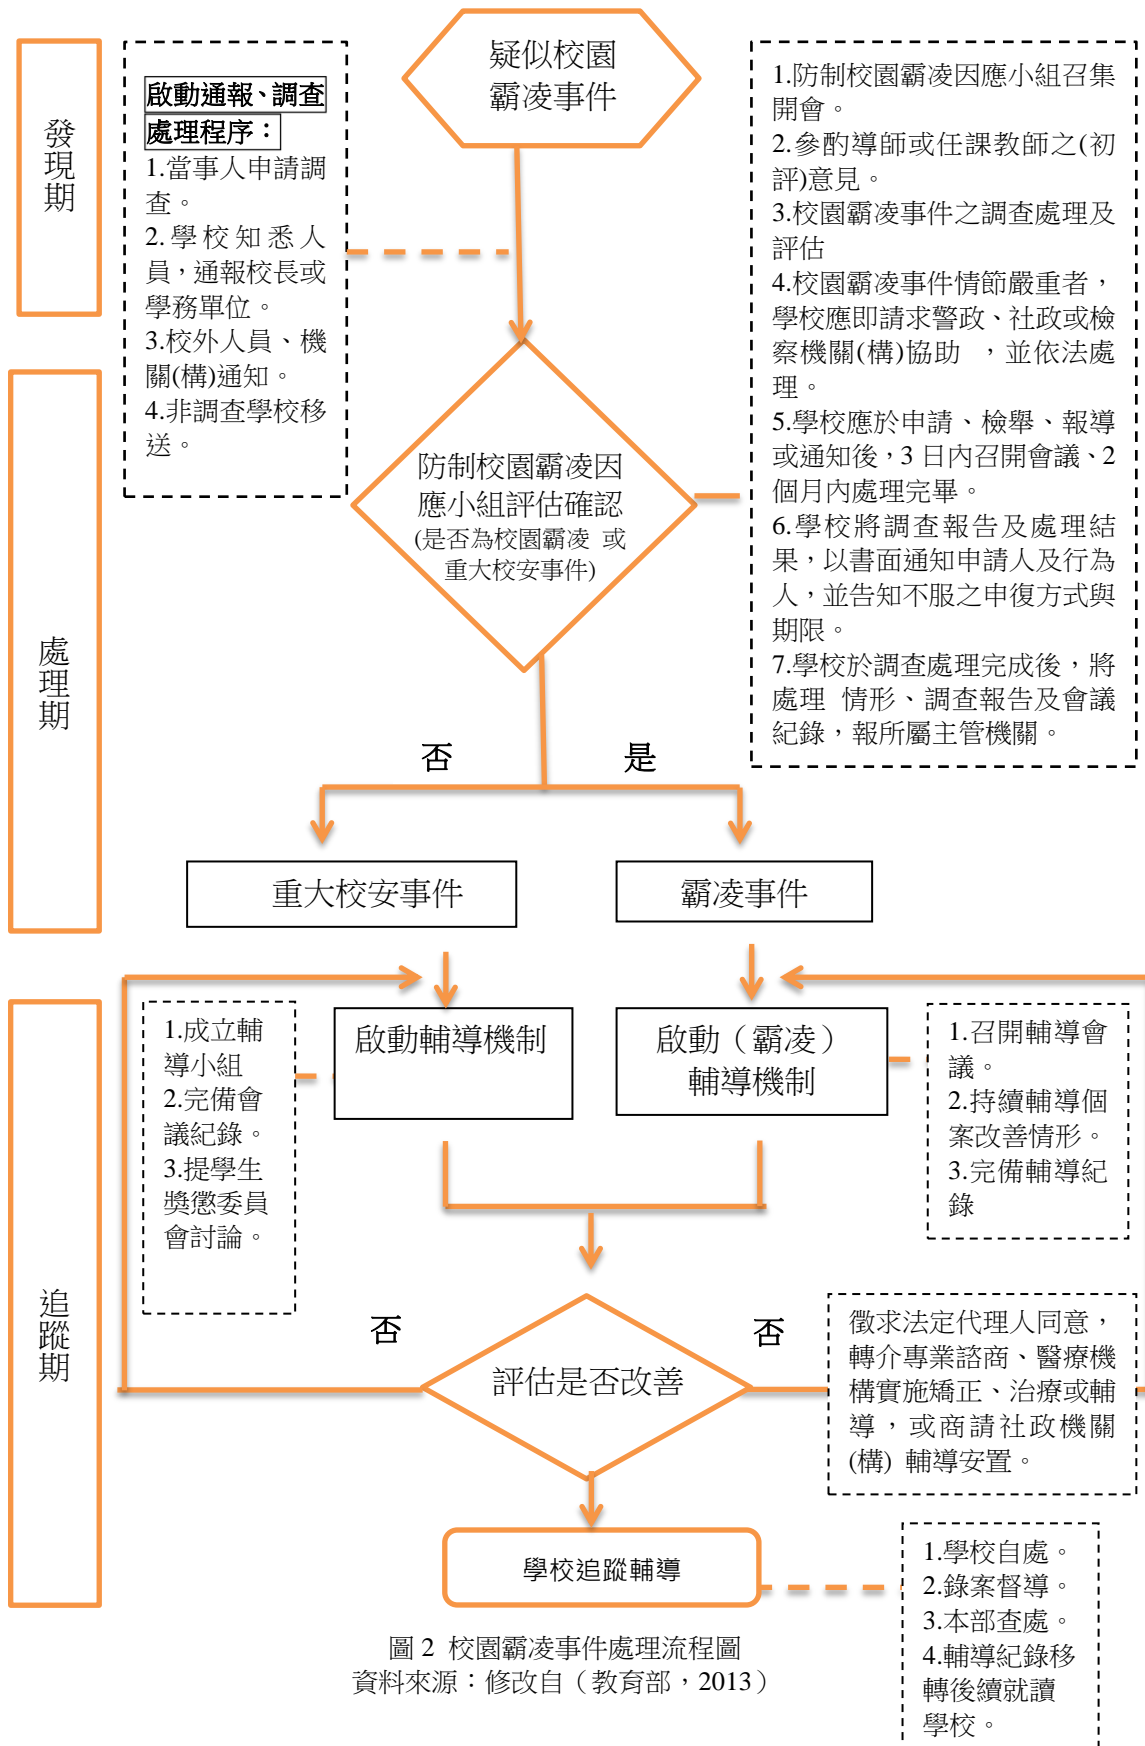 發現期
啟動通報、調查
處理程序：
1.當事人申請調
查。
2.學校知悉人
員，通報校長或
學務單位。
3.校外人員、機
關(構)通知。
4.非調查學校移
送。
疑似校園
霸凌事件
1.防制校園霸凌因應小組召集
開會。
2.參酌導師或任課教師之(初
評)意見。
3.校園霸凌事件之調查處理及
評估
4.校園霸凌事件情節嚴重者，
學校應即請求警政、社政或檢
察機關(構)協助 ，並依法處
理。
5.學校應於申請、檢舉、報導
或通知後，3 日內召開會議、2
個月內處理完畢。
6.學校將調查報告及處理結
果，以書面通知申請人及行為
人，並告知不服之申復方式與
期限。
7.學校於調查處理完成後，將
處理 情形、調查報告及會議
紀錄，報所屬主管機關。
處理期
防制校園霸凌因
應小組評估確認
(是否為校園霸凌 或
重大校安事件)
否
是
重大校安事件
霸凌事件
追蹤期
1.成立輔
導小組
2.完備會
議紀錄。
3.提學生
獎懲委員
會討論。
啟動輔導機制
啟動（霸凌）
輔導機制
1.召開輔導會
議。
2.持續輔導個
案改善情形。
3.完備輔導紀
錄
否
評估是否改善
否
徵求法定代理人同意，
轉介專業諮商、醫療機
構實施矯正、治療或輔
導，或商請社政機關
(構) 輔導安置。
學校追蹤輔導
1.學校自處。
2.錄案督導。
3.本部查處。
4.輔導紀錄移
轉後續就讀
學校。
圖 2 校園霸凌事件處理流程圖
資料來源：修改自（教育部，2013）